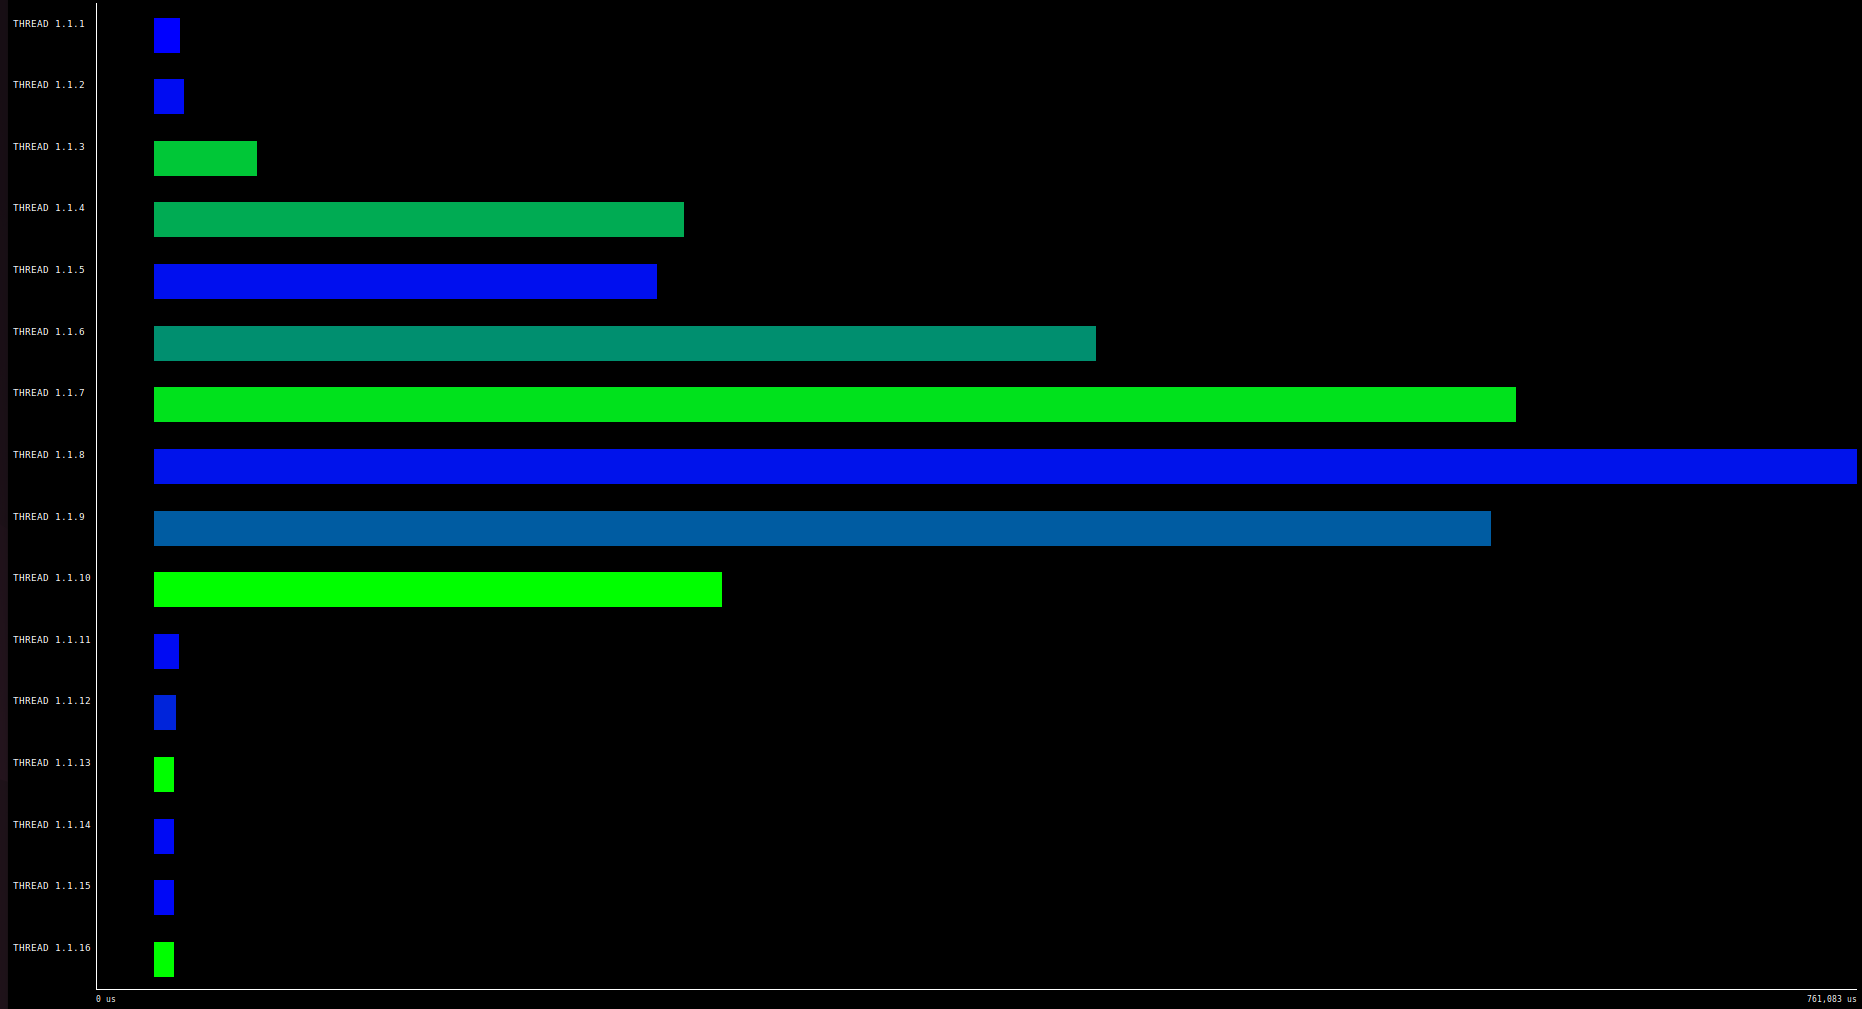 THREAD 1.1.1
THREAD 1.1.2
THREAD 1.1.3
THREAD 1.1.4
THREAD 1.1.5
THREAD 1.1.6
THREAD 1.1.7
THREAD 1.1.8
THREAD 1.1.9
THREAD 1.1.10
THREAD 1.1.11
THREAD 1.1.12
THREAD 1.1.13
THREAD 1.1.14
THREAD 1.1.15
THREAD 1.1.16
0 us
761,083 us